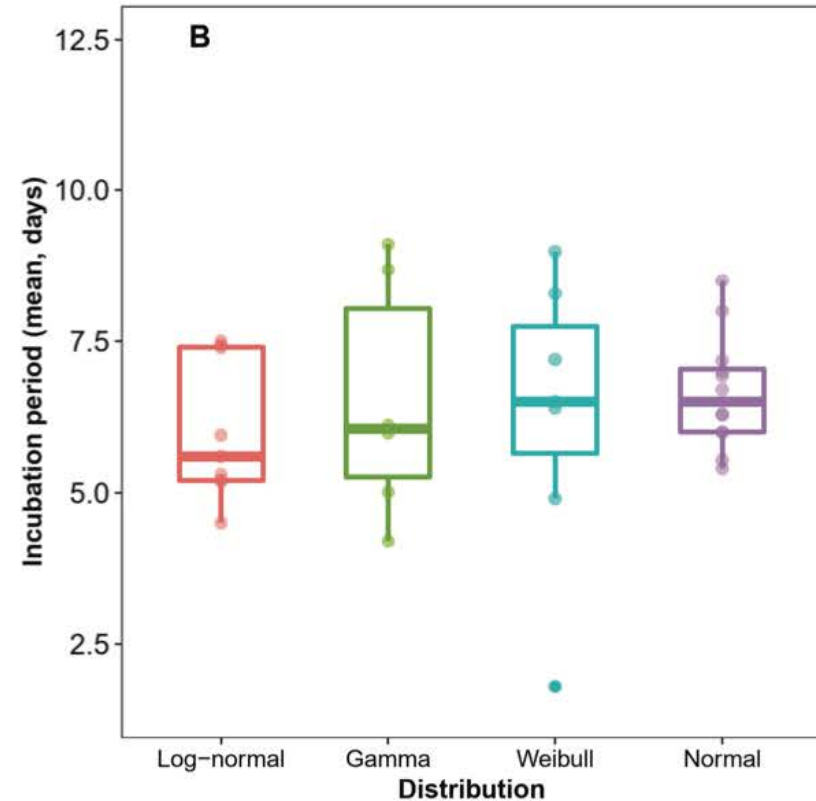 B
12.5
10.0
7.5
5.0
2.5
Incubation period (mean, days)
Log-normal Gamma Weibull Normal
Distribution